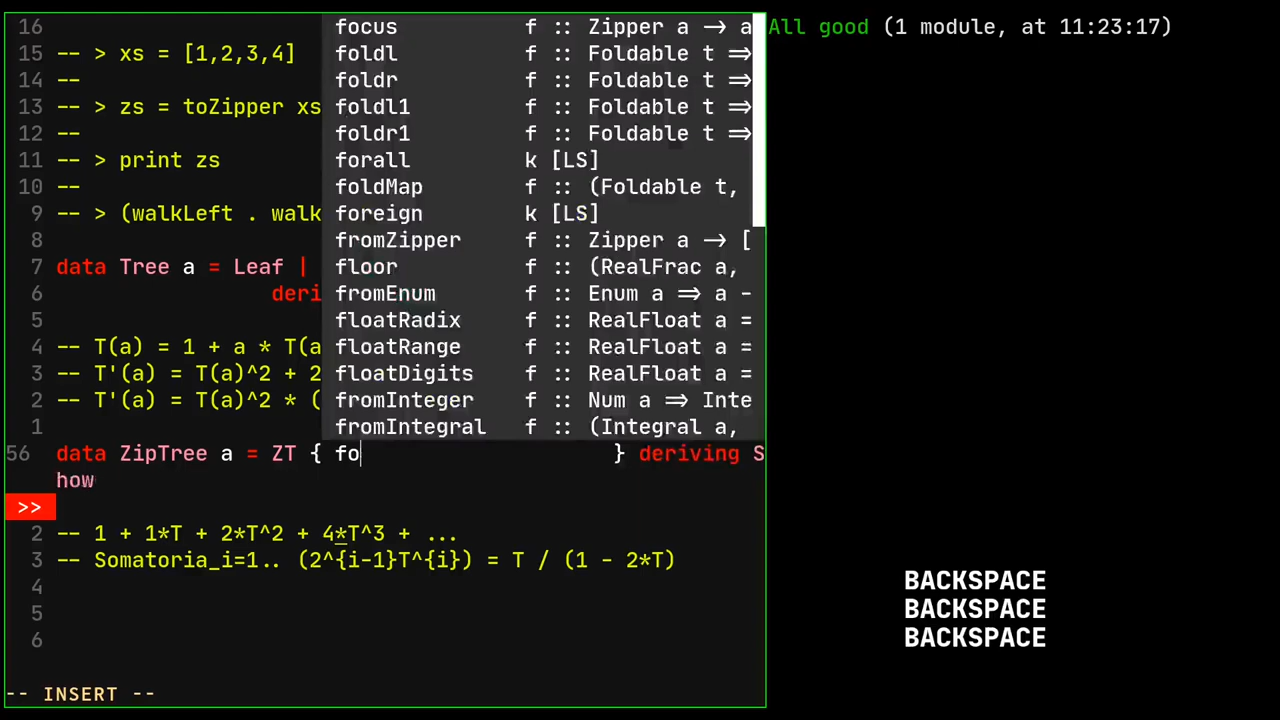 16 focus f :: Zipper a -> a All good (1 module, at 11:23:17)
15 -- > xs = [1,2,3,4] foldl f :: Foldable t =>
14 -- foldr f :: Foldable t =>
13 -- > zs = toZipper xs foldl1 f :: Foldable t =>
12 -- foldr1 f :: Foldable t =>
11 -- > print zs forall k [LS]
10 -- foldMap f :: (Foldable t,
9 -- > (walkLeft . walk foreign k [LS]
8 fromZipper f :: Zipper a -> [
7 data Tree a = Leaf | floor f :: (RealFrac a,
6 deri fromEnum f :: Enum a => a -
5 floatRadix f :: RealFloat a =
4 -- T(a) = 1 + a * T(a floatRange f :: RealFloat a =
3 -- T'(a) = T(a)^2 + 2 floatDigits f :: RealFloat a =
2 -- T'(a) = T(a)^2 * ( fromInteger f :: Num a => Inte
1 fromIntegral f :: (Integral a,
56 data ZipTree a = ZT { fo } deriving S
how
>>
2 -- 1 + 1*T + 2*T^2 + 4*T^3 + ...
3 -- Somatoria_i=1.. (2^{i-1}T^{i}) = T / (1 - 2*T)
4 BACKSPACE
5 BACKSPACE
6 BACKSPACE
-- INSERT --